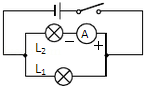 A
L₂ − +
L₁